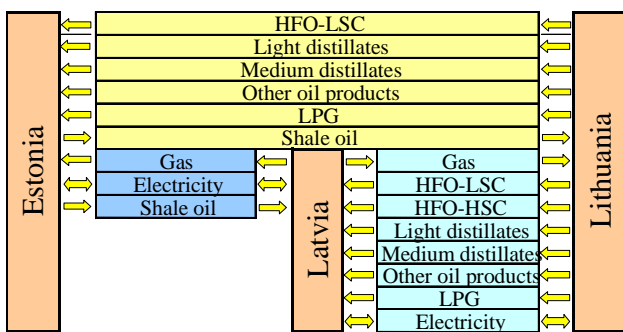 HFO-LSC
Light distillates
Medium distillates
Other oil products
LPG
Shale oil
Estonia
Gas
Electricity
Shale oil
Latvia
Gas
HFO-LSC
HFO-HSC
Light distillates
Medium distillates
Other oil products
LPG
Electricity
Lithuania